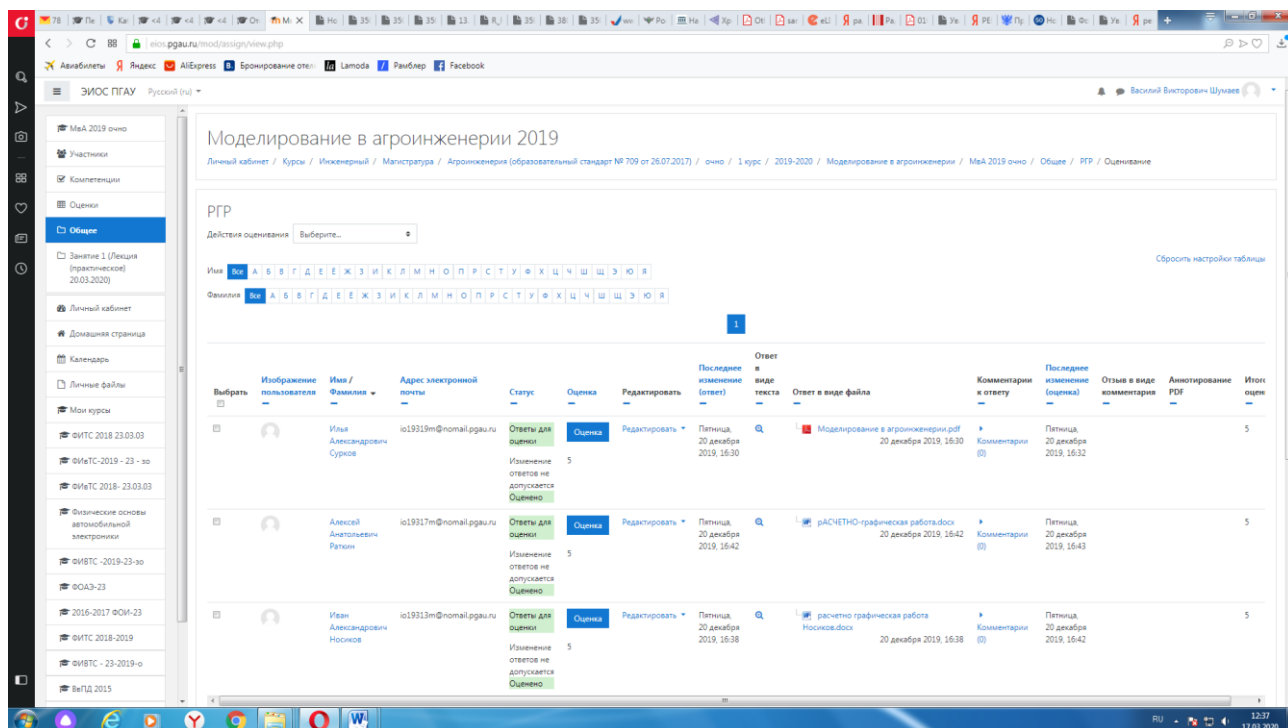 eios.pgau.ru/mod/assign/view.php
Авиабилеты Яндекс AliExpress Бронирование отел Lamoda Рамблер Facebook
ЭИОС ПГАУ Русский (ru)
Василий Викторович Шумаев
МвА 2019 очно
Участники
Компетенции
Оценки
Общее
Занятие 1 (Лекция
(практическое)
20.03.2020)
Личный кабинет
Домашняя страница
Календарь
Личные файлы
Мои курсы
ФИТС 2018 23.03.03
ФИвТС-2019 - 23 - зо
ФИвТС 2018- 23.03.03
Физические основы
автомобильной
электроники
ФИВТС -2019-23-зо
ФОАЭ-23
2016-2017 ФОИ-23
ФИТС 2018-2019
ФИВТС - 23-2019-о
ВвПД 2015
Моделирование в агроинженерии 2019
Личный кабинет / Курсы / Инженерный / Магистратура / Агроинженерия (образовательный стандарт № 709 от 26.07.2017) / очно / 1 курс / 2019-2020 / Моделирование в агроинженерии / МвА 2019 очно / Общее / РГР / Оценивание
РГР
Действия оценивания Выберите...
Сбросить настройки таблицы
Имя Все А Б В Г Д Е Ё Ж З И К Л М Н О П Р С Т У Ф Х Ц Ч Ш Щ Э Ю Я
Фамилия Все А Б В Г Д Е Ё Ж З И К Л М Н О П Р С Т У Ф Х Ц Ч Ш Щ Э Ю Я
1
Выбрать
Изображение
пользователя
Имя /
Фамилия
Адрес электронной
почты
Статус
Оценка
Редактировать
Последнее
изменение
(ответ)
Ответ
в
виде
текста
Ответ в виде файла
Комментарии
к ответу
Последнее
изменение
(оценка)
Отзыв в виде
комментария
Аннотирование
PDF
Итого
оцен
Илья
Александрович
Сурков
io19319m@nomail.pgau.ru
Ответы для
оценки
Изменение
ответов не
допускается
Оценено
Оценка
5
Редактировать
Пятница,
20 декабря
2019, 16:30
Моделирование в агроинженерии.pdf
20 декабря 2019, 16:30
Комментарии
(0)
Пятница,
20 декабря
2019, 16:32
5
Алексей
Анатольевич
Раткин
io19317m@nomail.pgau.ru
Ответы для
оценки
Изменение
ответов не
допускается
Оценено
Оценка
5
Редактировать
Пятница,
20 декабря
2019, 16:42
рАСЧЕТНО-графическая работа.docx
20 декабря 2019, 16:42
Комментарии
(0)
Пятница,
20 декабря
2019, 16:43
5
Иван
Александрович
Носиков
io19313m@nomail.pgau.ru
Ответы для
оценки
Изменение
ответов не
допускается
Оценено
Оценка
5
Редактировать
Пятница,
20 декабря
2019, 16:38
расчетно графическая работа
Носиков.docx
20 декабря 2019, 16:38
Комментарии
(0)
Пятница,
20 декабря
2019, 16:42
5
RU
12:37
17.03.2020